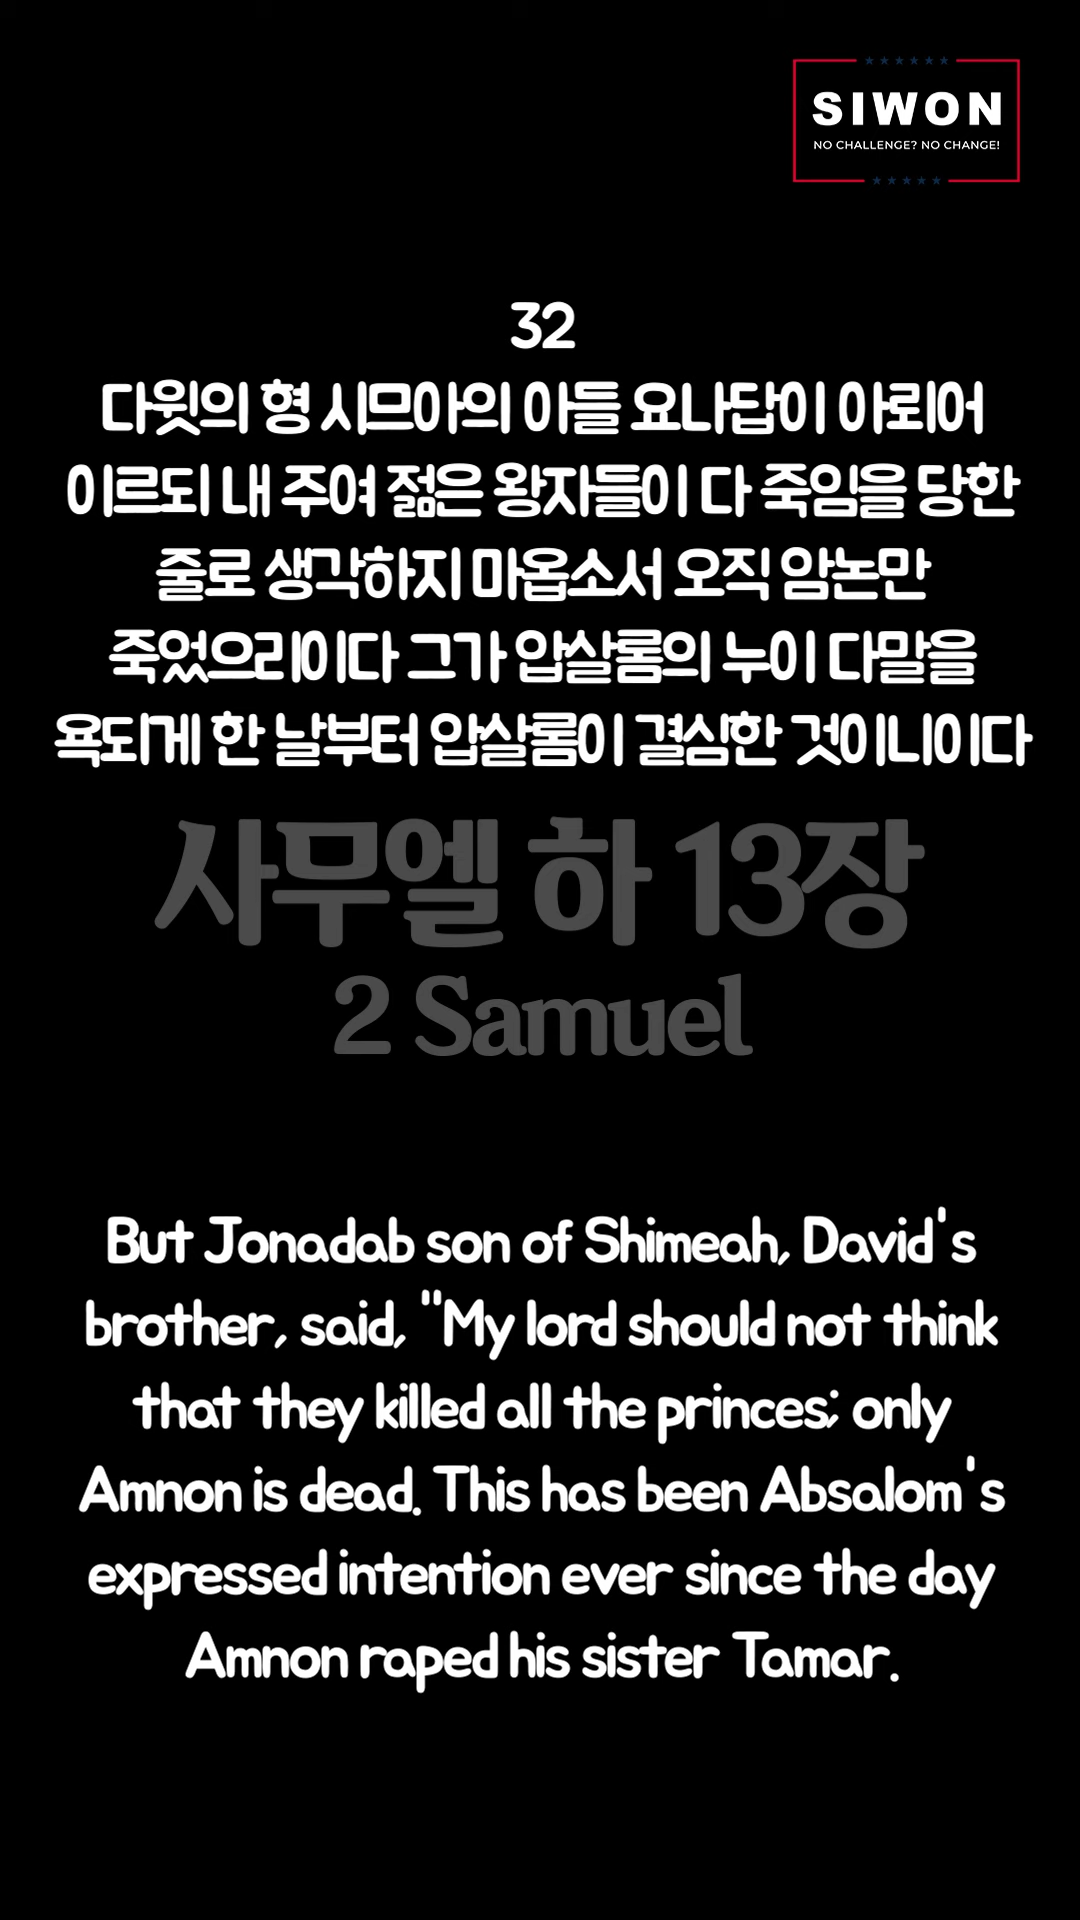 SIWON
NO CHALLENGE? NO CHANGE!
32
다윗의 형 시므아의 아들 요나답이 아뢰어
이르되 내 주여 젊은 왕자들이 다 죽임을 당한
줄로 생각하지 마옵소서 오직 암논만
죽었으리이다 그가 압살롬의 누이 다말을
욕되게 한 날부터 압살롬이 결심한 것이니이다
사무엘 하 13장
2 Samuel
But Jonadab son of Shimeah, David's
brother, said, "My lord should not think
that they killed all the princes; only
Amnon is dead. This has been Absalom's
expressed intention ever since the day
Amnon raped his sister Tamar.